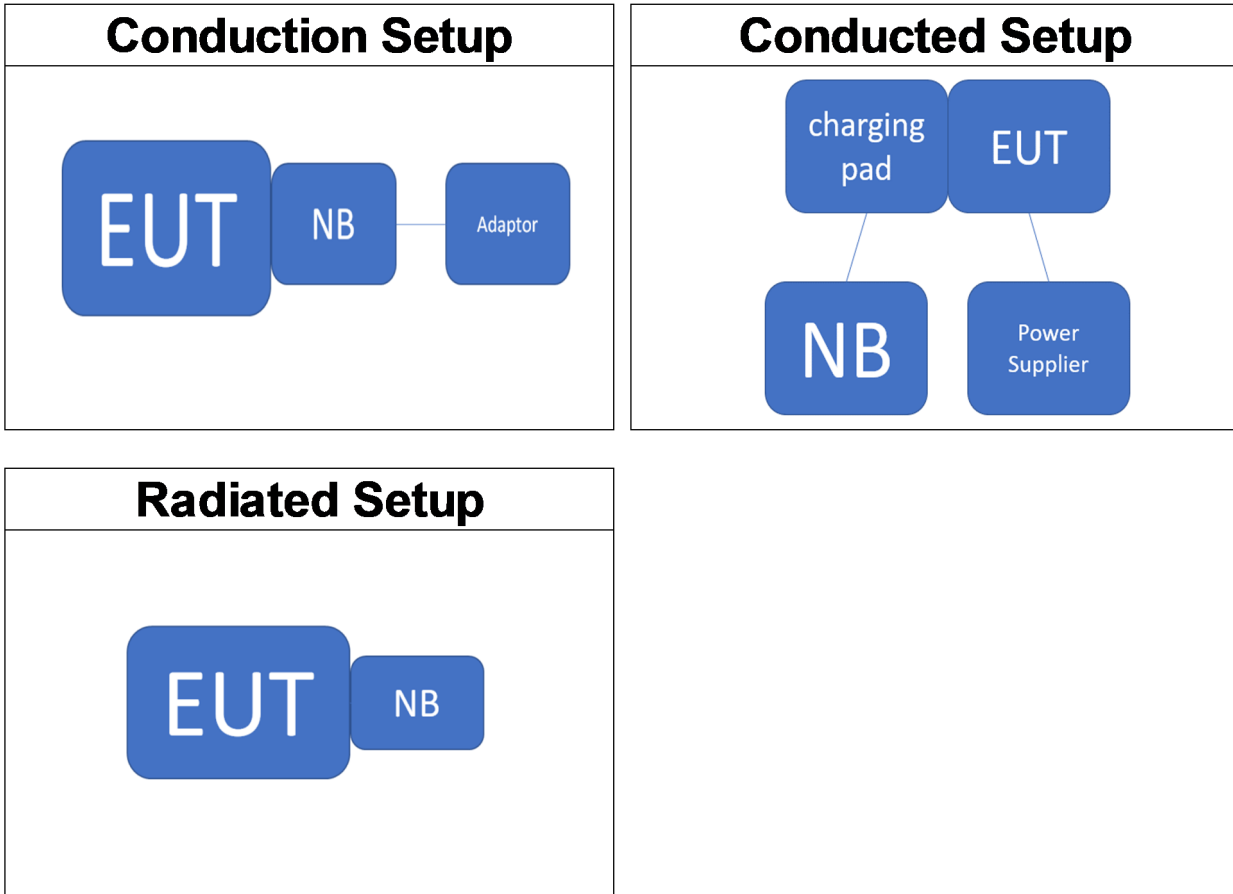 Conduction Setup
EUT
NB
Adaptor
Conducted Setup
charging
pad
EUT
NB
Power
Supplier
Radiated Setup
EUT
NB